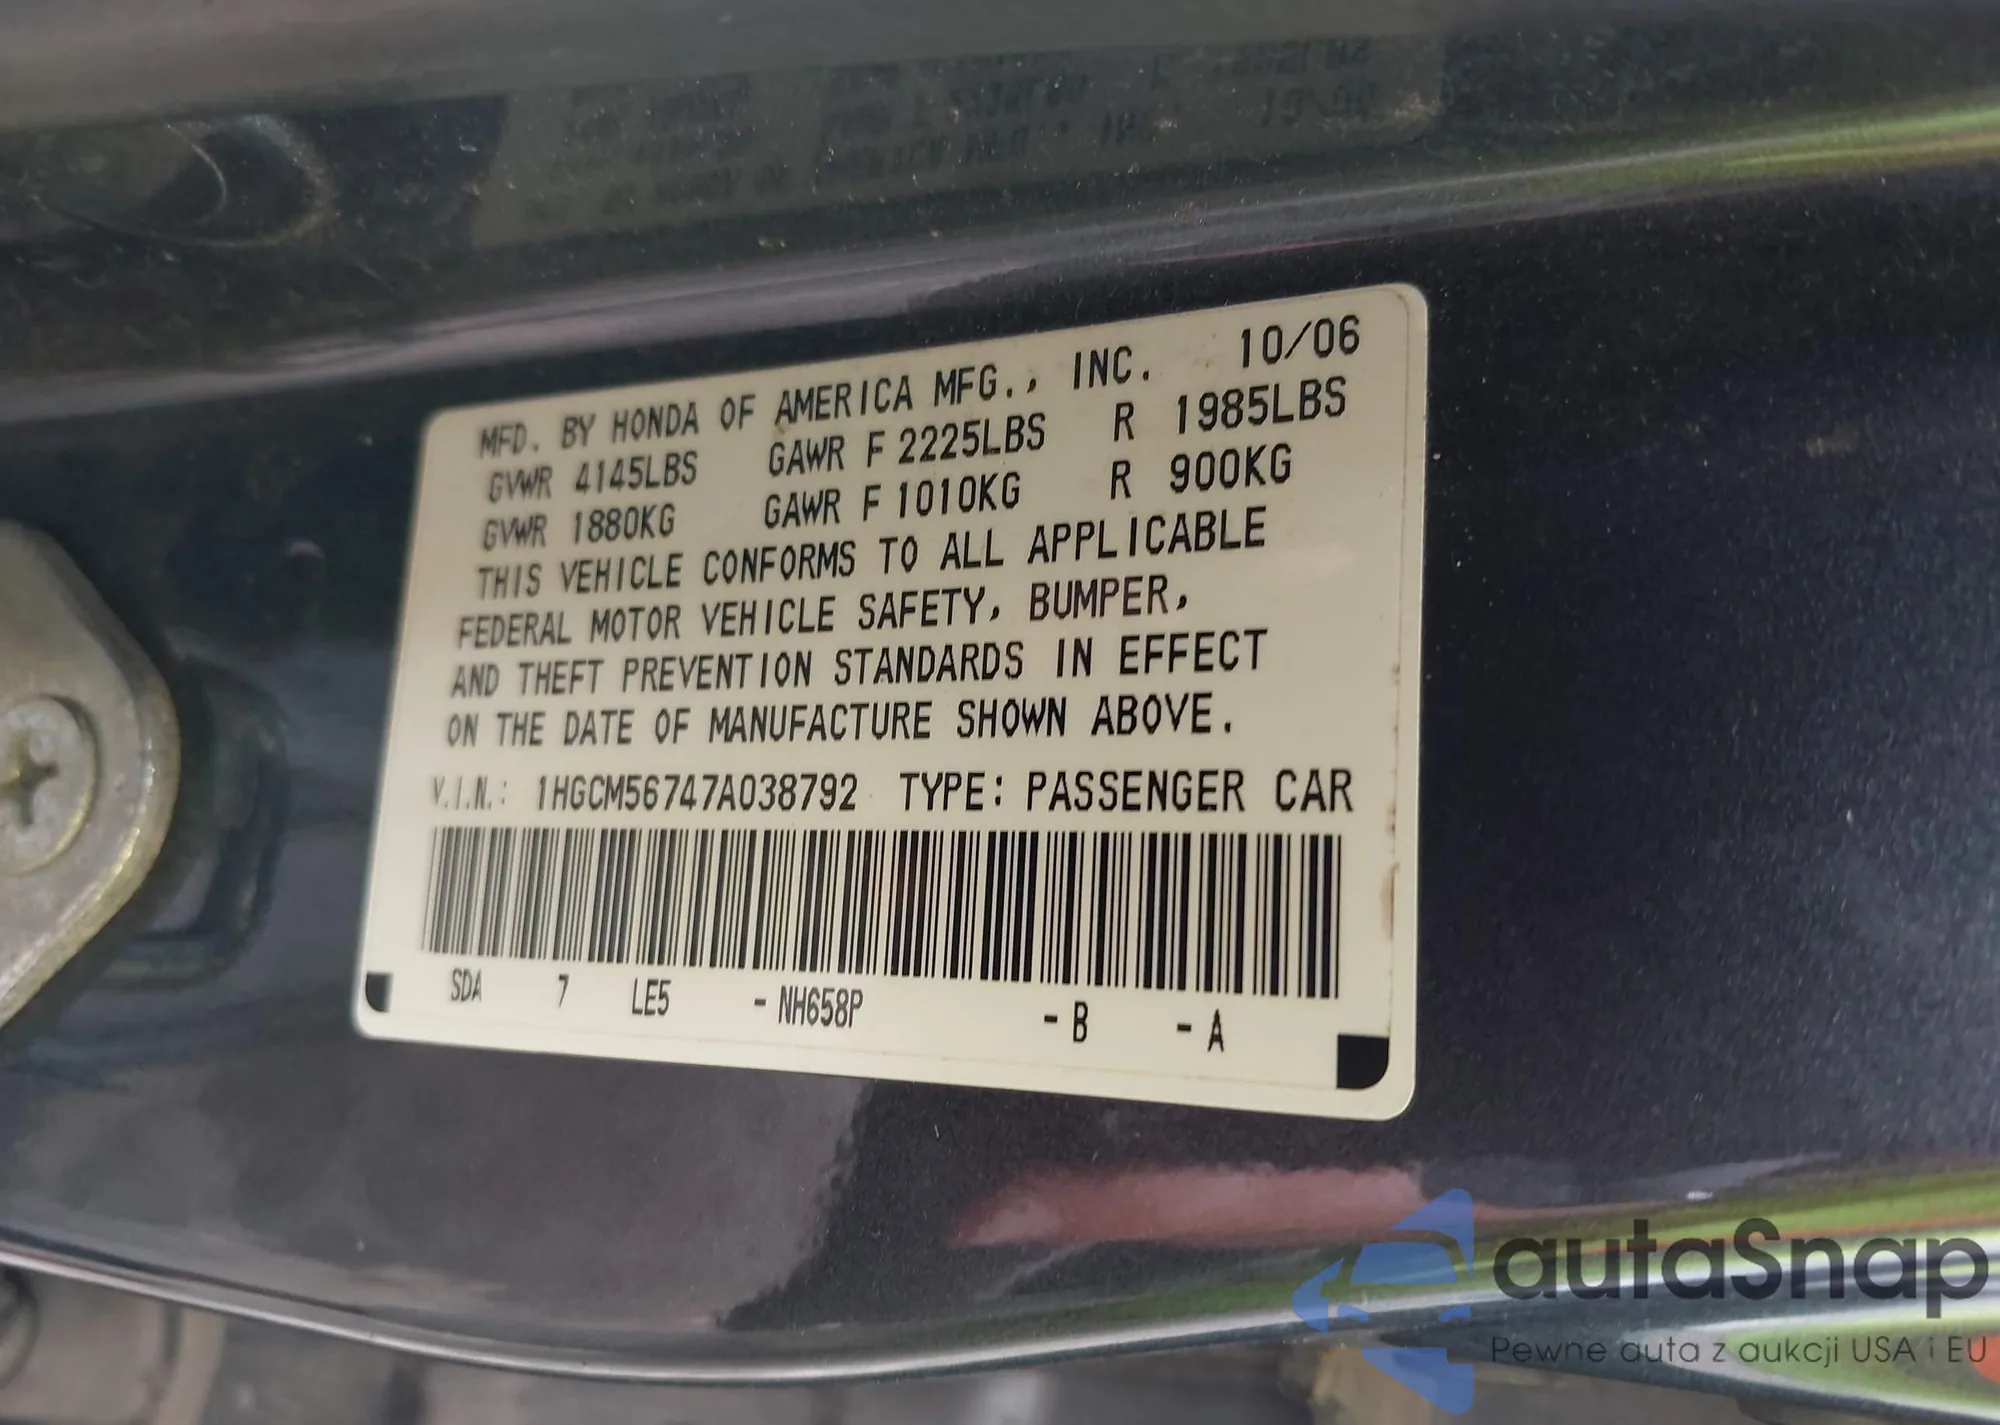 MFD. BY HONDA OF AMERICA MFG., INC. 10/06
GVWR 4145LBS GAWR F 2225LBS R 1985LBS
GVWR 1880KG GAWR F 1010KG R 900KG
THIS VEHICLE CONFORMS TO ALL APPLICABLE
FEDERAL MOTOR VEHICLE SAFETY, BUMPER,
AND THEFT PREVENTION STANDARDS IN EFFECT
ON THE DATE OF MANUFACTURE SHOWN ABOVE.
V.I.N.: 1HGCM56747A038792 TYPE: PASSENGER CAR
SDA 7 LE5 - NH658P - B - A
autaSnap
Pewne auta z aukcji USA i EU